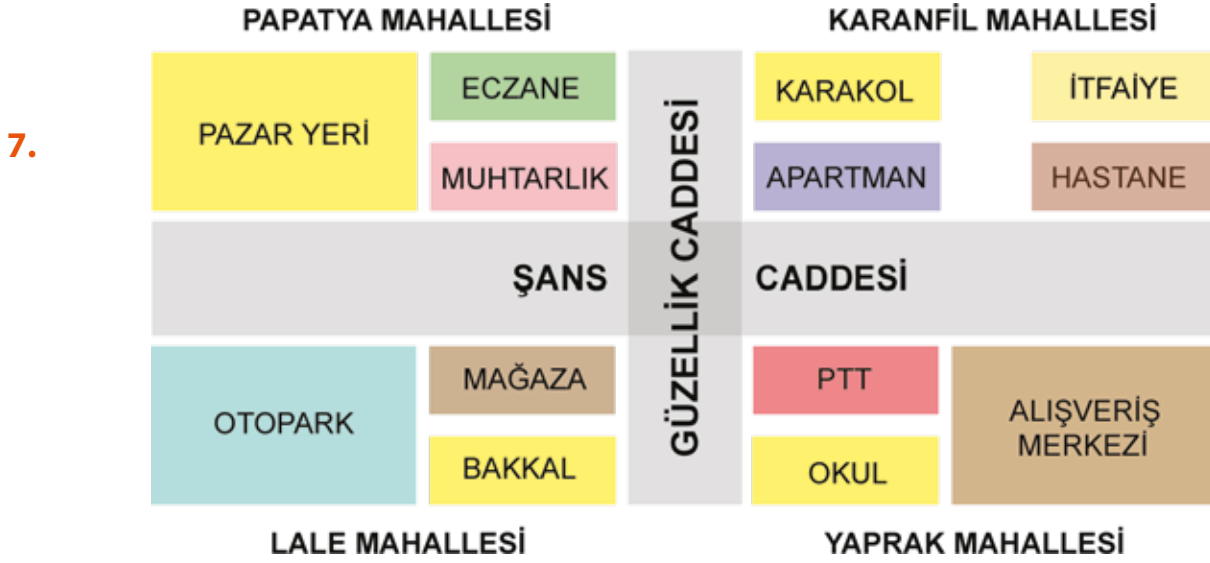 PAPATYA MAHALLESİ
KARANFİL MAHALLESİ
7.
PAZAR YERİ
ECZANE
MUHTARLIK
KARAKOL
İTFAİYE
APARTMAN
HASTANE
GÜZELLİK CADDESİ
ŞANS CADDESİ
OTOPARK
MAĞAZA
BAKKAL
PTT
OKUL
ALIŞVERİŞ
MERKEZİ
LALE MAHALLESİ
YAPRAK MAHALLESİ